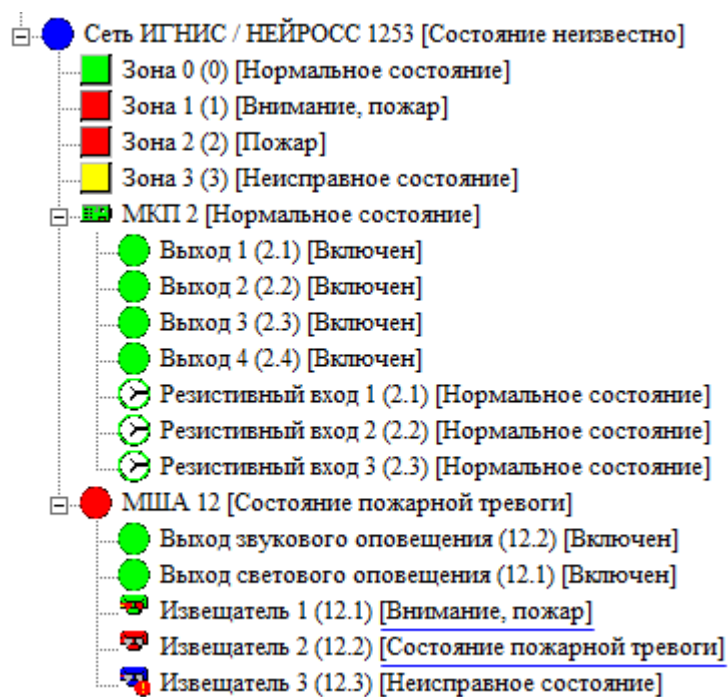 Сеть ИГНИС / НЕЙРОСС 1253 [Состояние неизвестно]
Зона 0 (0) [Нормальное состояние]
Зона 1 (1) [Внимание, пожар]
Зона 2 (2) [Пожар]
Зона 3 (3) [Неисправное состояние]
МКП 2 [Нормальное состояние]
Выход 1 (2.1) [Включен]
Выход 2 (2.2) [Включен]
Выход 3 (2.3) [Включен]
Выход 4 (2.4) [Включен]
Резистивный вход 1 (2.1) [Нормальное состояние]
Резистивный вход 2 (2.2) [Нормальное состояние]
Резистивный вход 3 (2.3) [Нормальное состояние]
МША 12 [Состояние пожарной тревоги]
Выход звукового оповещения (12.2) [Включен]
Выход светового оповещения (12.1) [Включен]
Извещатель 1 (12.1) [Внимание, пожар]
Извещатель 2 (12.2) [Состояние пожарной тревоги]
Извещатель 3 (12.3) [Неисправное состояние]